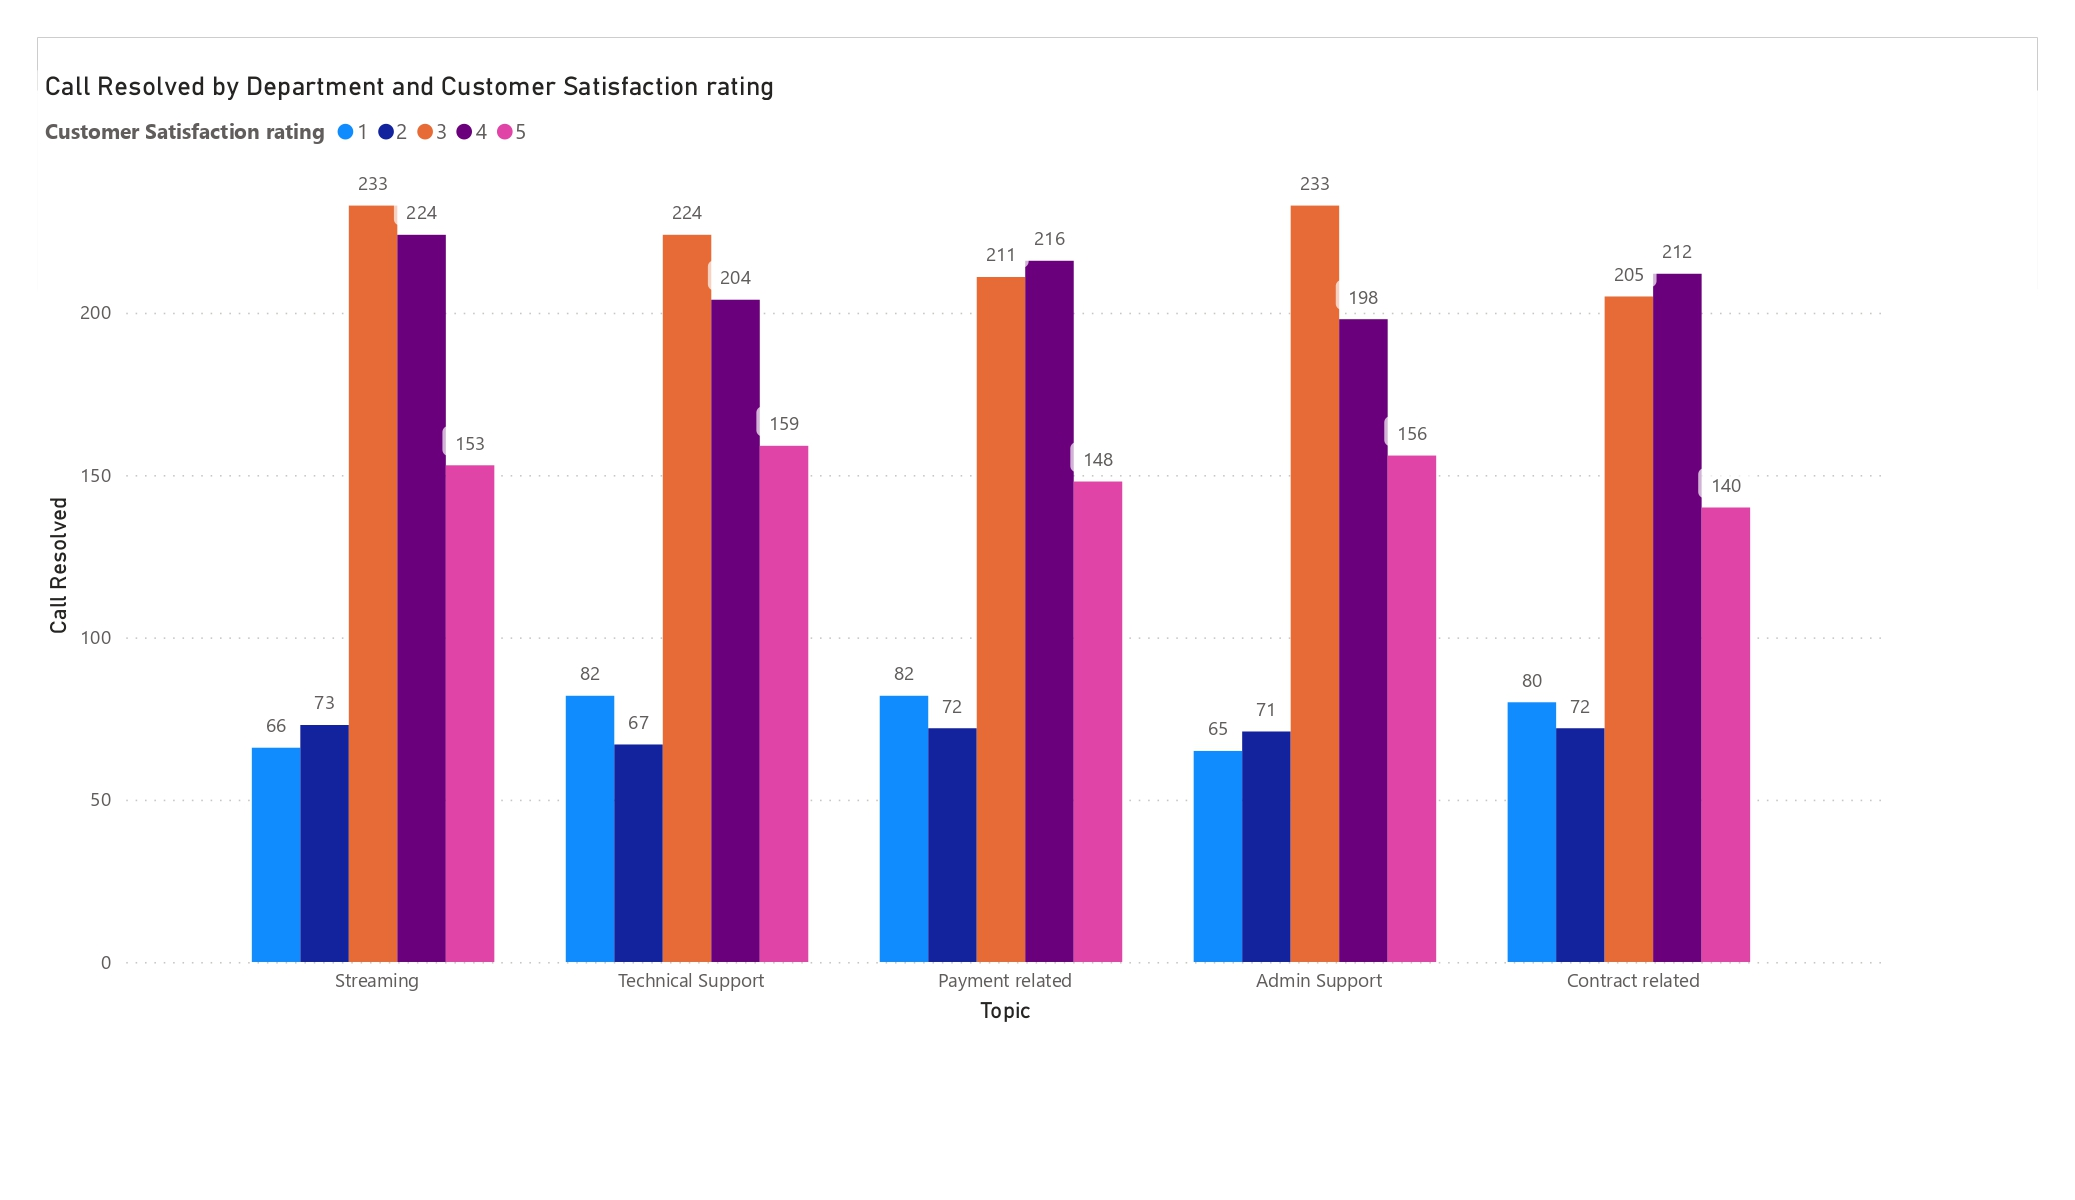 Call Resolved by Department and Customer Satisfaction rating
Customer Satisfaction rating 1 2 3 4 5
233 224 153
224 204 159
211 216 148
233 198 156
205 212 140
66 73
82 67
82 72
65 71
80 72
200
150
100
50
0
Call Resolved
Streaming Technical Support Payment related Admin Support Contract related
Topic